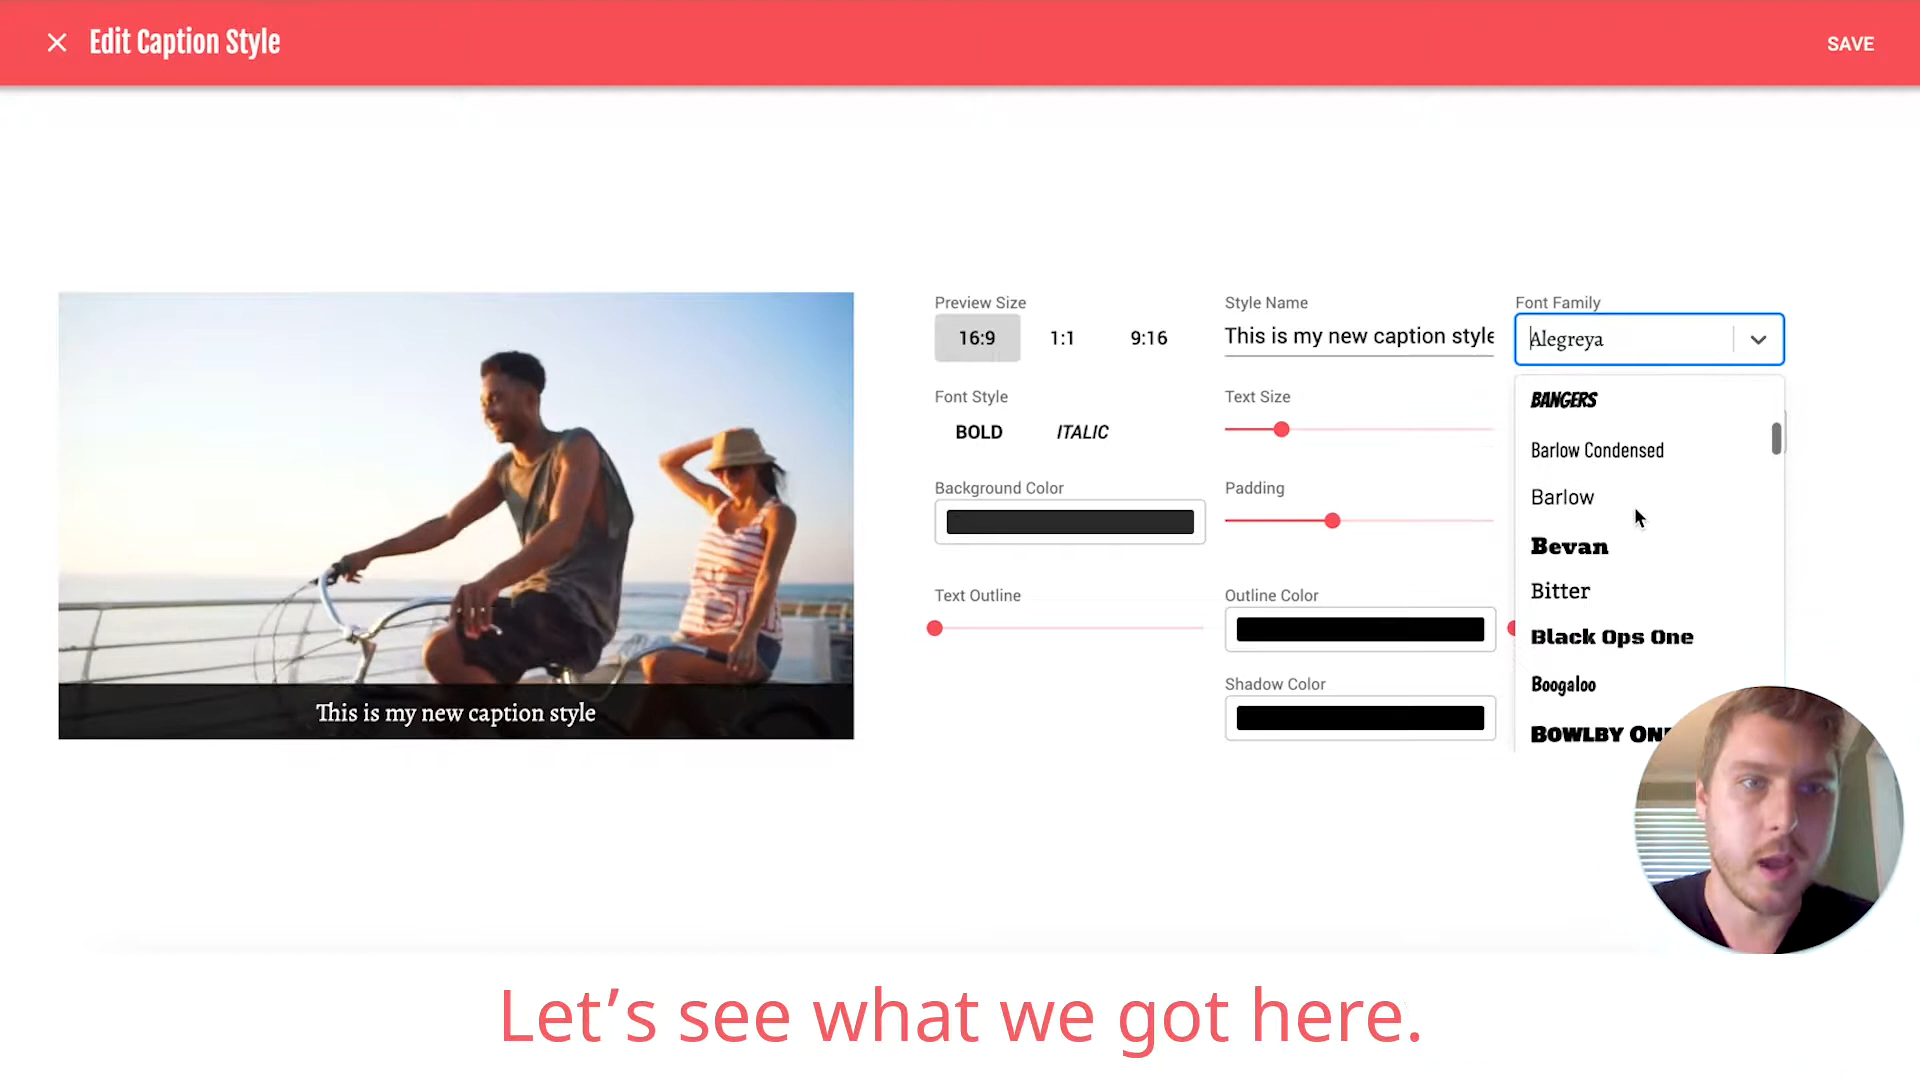 Edit Caption Style
SAVE
Preview Size
16:9 1:1 9:16
Style Name
This is my new caption style
Font Family
Alegreya
Font Style
BOLD ITALIC
Text Size
BANGERS
Barlow Condensed
Barlow
Bevan
Bitter
Black Ops One
Boogaloo
BOWLBY
Background Color
Padding
Text Outline
Outline Color
Shadow Color
This is my new caption style
Let’s see what we got here.